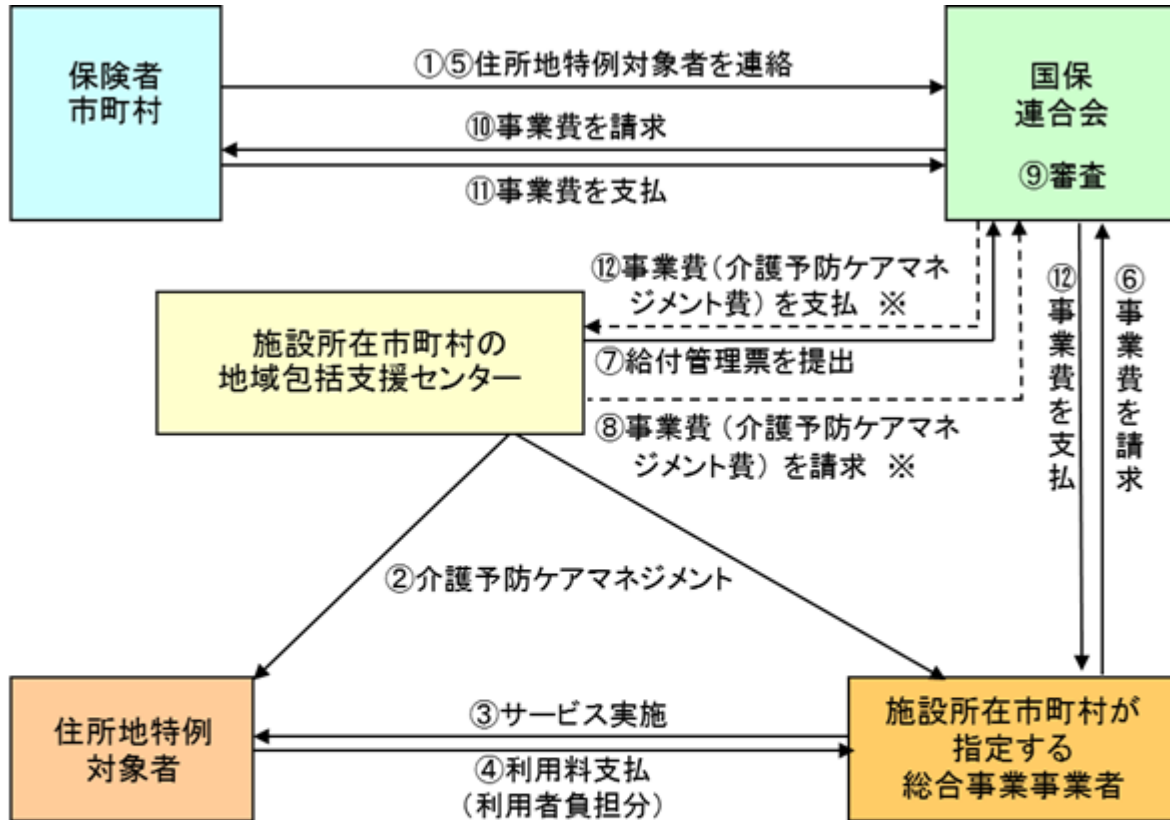 保険者
市町村
①⑤住所地特例対象者を連絡
⑩事業費を請求
⑪事業費を支払
国保
連合会
⑨審査
⑫事業費(介護予防ケアマネ
ジメント費)を支払 ※
⑦給付管理票を提出
⑧事業費(介護予防ケアマネ
ジメント費)を請求 ※
施設所在市町村の
地域包括支援センター
⑫事業費を支払
⑥事業費を請求
②介護予防ケアマネジメント
住所地特例
対象者
③サービス実施
④利用料支払
(利用者負担分)
施設所在市町村が
指定する
総合事業事業者